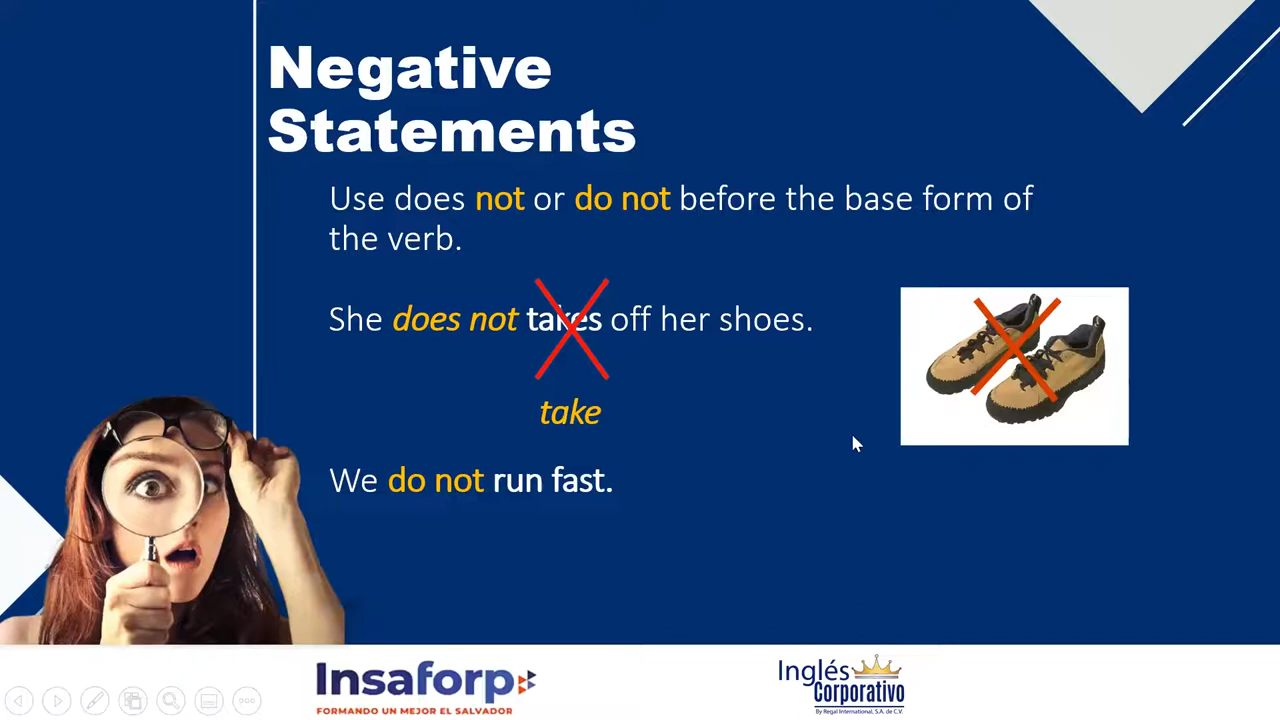 Negative
Statements
Use does not or do not before the base form of
the verb.
She does not takes off her shoes.
take
We do not run fast.
Insaforp
FORMANDO UN MEJOR EL SALVADOR
Inglés
Corporativo
By Regal International, S.A. de C.V.